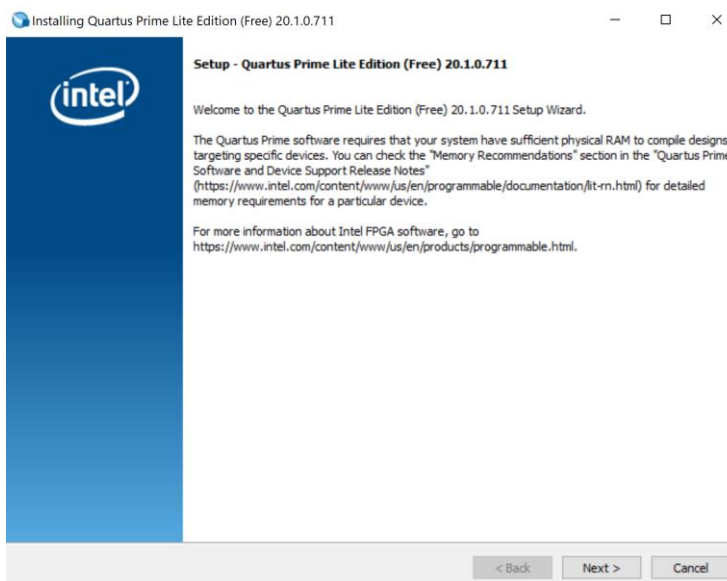 Installing Quartus Prime Lite Edition (Free) 20.1.0.711
intel
Setup - Quartus Prime Lite Edition (Free) 20.1.0.711
Welcome to the Quartus Prime Lite Edition (Free) 20.1.0.711 Setup Wizard.
The Quartus Prime software requires that your system have sufficient physical RAM to compile designs
targeting specific devices. You can check the "Memory Recommendations" section in the "Quartus Prime
Software and Device Support Release Notes"
(https://www.intel.com/content/www/us/en/programmable/documentation/lit-rn.html) for detailed
memory requirements for a particular device.
For more information about Intel FPGA software, go to
https://www.intel.com/content/www/us/en/products/programmable.html.
< Back
Next >
Cancel